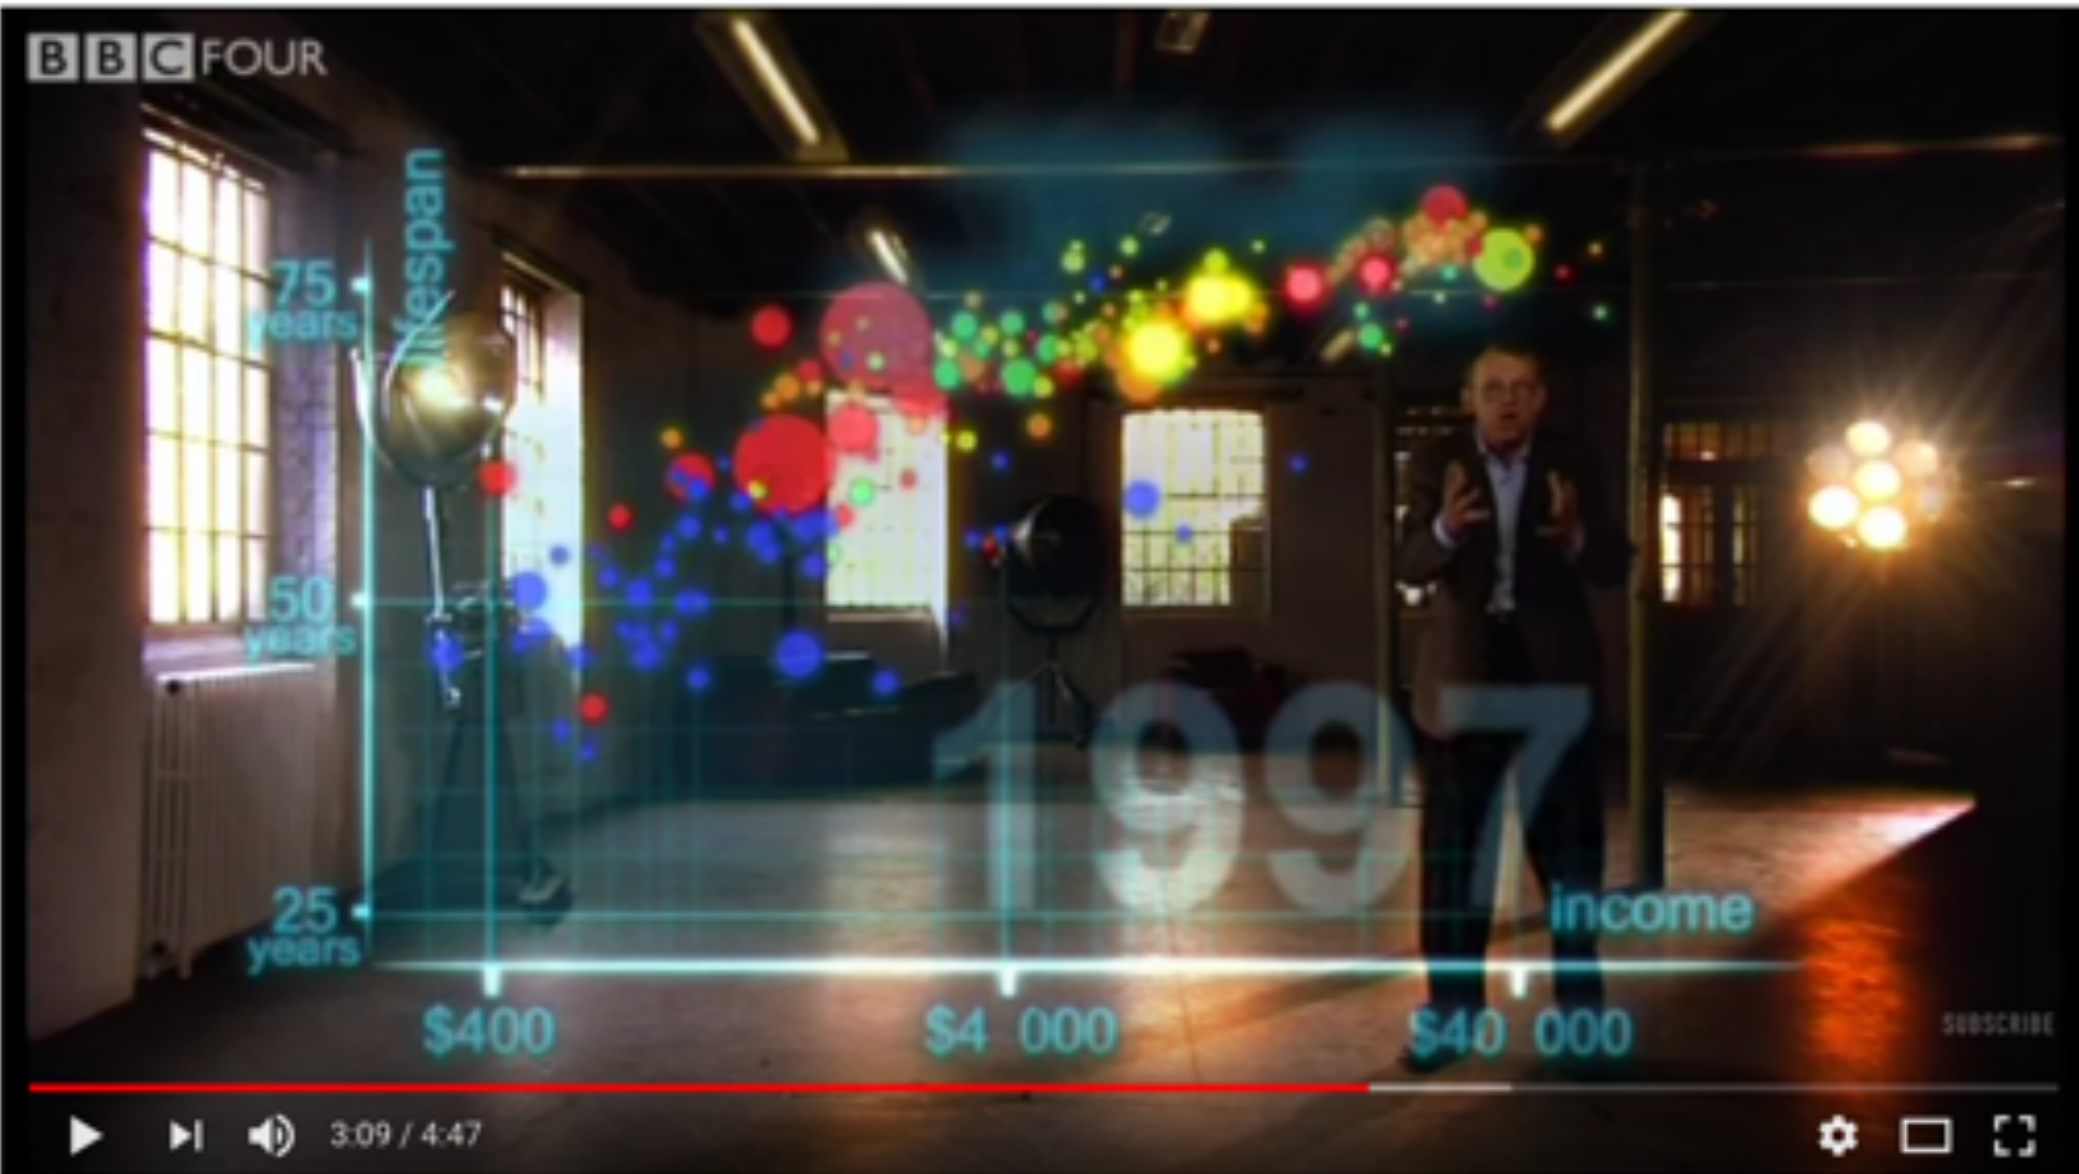 BBC FOUR
lifespan
75
years
50
years
25
years
1997
income
$400
$4 000
$40 000
SUBSCRIBE
3:09 / 4:47